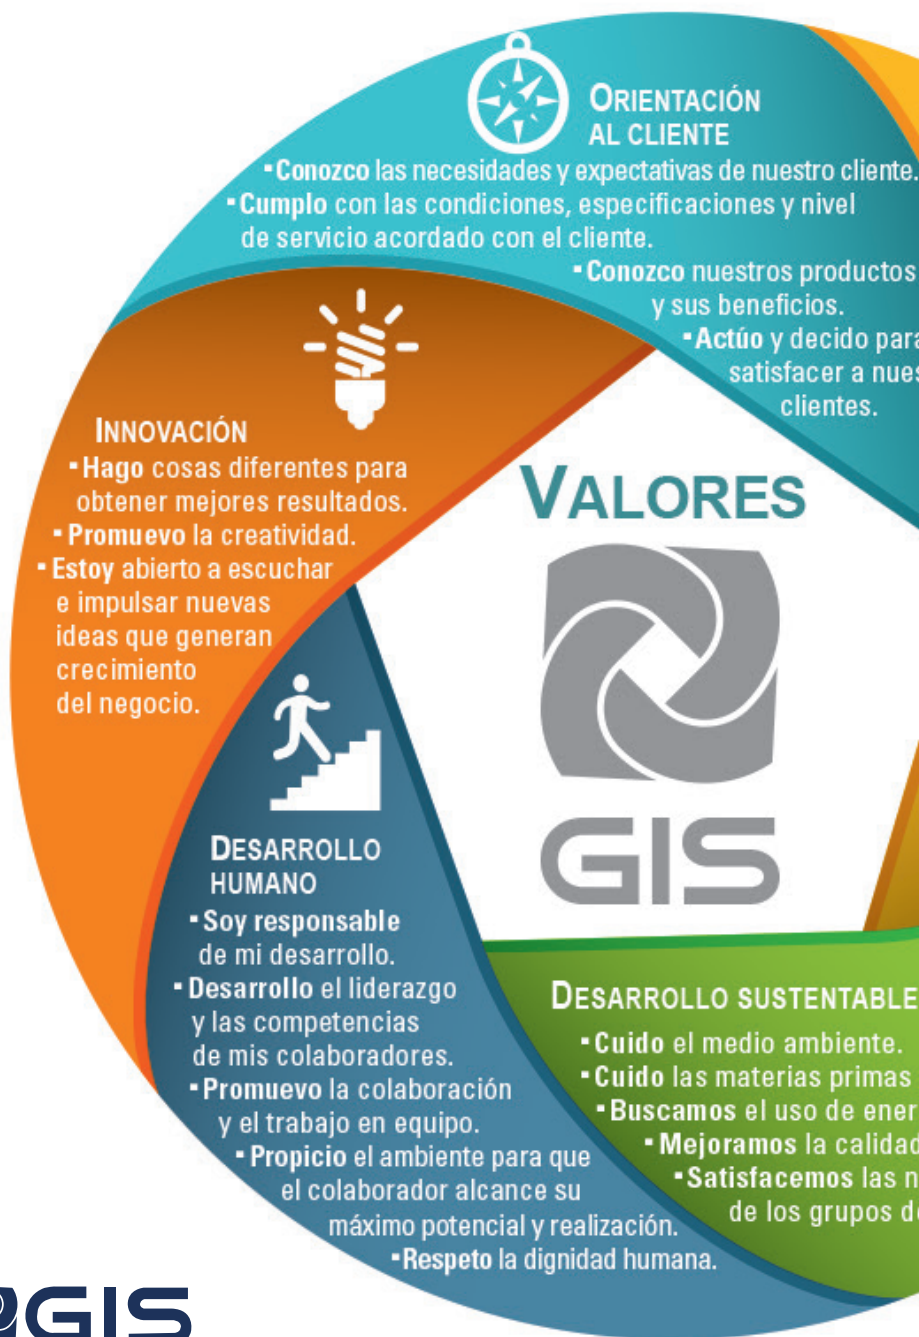 ORIENTACIÓN
AL CLIENTE
▪Conozco las necesidades y expectativas de nuestro cliente.
▪Cumplo con las condiciones, especificaciones y nivel
de servicio acordado con el cliente.
▪Conozco nuestros productos
y sus beneficios.
▪Actúo y decido para
satisfacer a
clientes.
INNOVACIÓN
▪Hago cosas diferentes para
obtener mejores resultados.
▪Promuevo la creatividad.
▪Estoy abierto a escuchar
e impulsar nuevas
ideas que generan
crecimiento
del negocio.
VALORES
GIS
DESARROLLO
HUMANO
▪Soy responsable
de mi desarrollo.
▪Desarrollo el liderazgo
y las competencias
de mis colaboradores.
▪Promuevo la colaboración
y el trabajo en equipo.
▪Propicio el ambiente para que
el colaborador alcance su
máximo potencial y realización.
▪Respeto la dignidad humana.
DESARROLLO SUSTENTABLE
▪Cuido el medio ambiente.
▪Cuido las materias primas
▪Buscamos el uso de
▪Mejoramos la calidad
▪Satisfacemos las
de los grupos
GIS